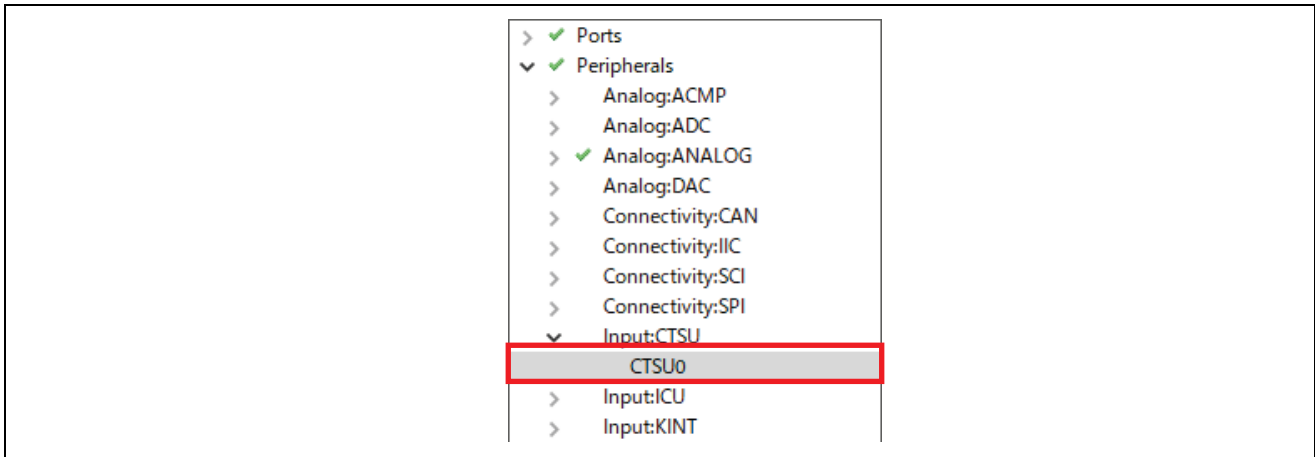 Ports
Peripherals
Analog:ACMP
Analog:ADC
Analog:ANALOG
Analog:DAC
Connectivity:CAN
Connectivity:IIC
Connectivity:SCI
Connectivity:SPI
Input:CTSU
CTSU0
Input:ICU
Input:KINT